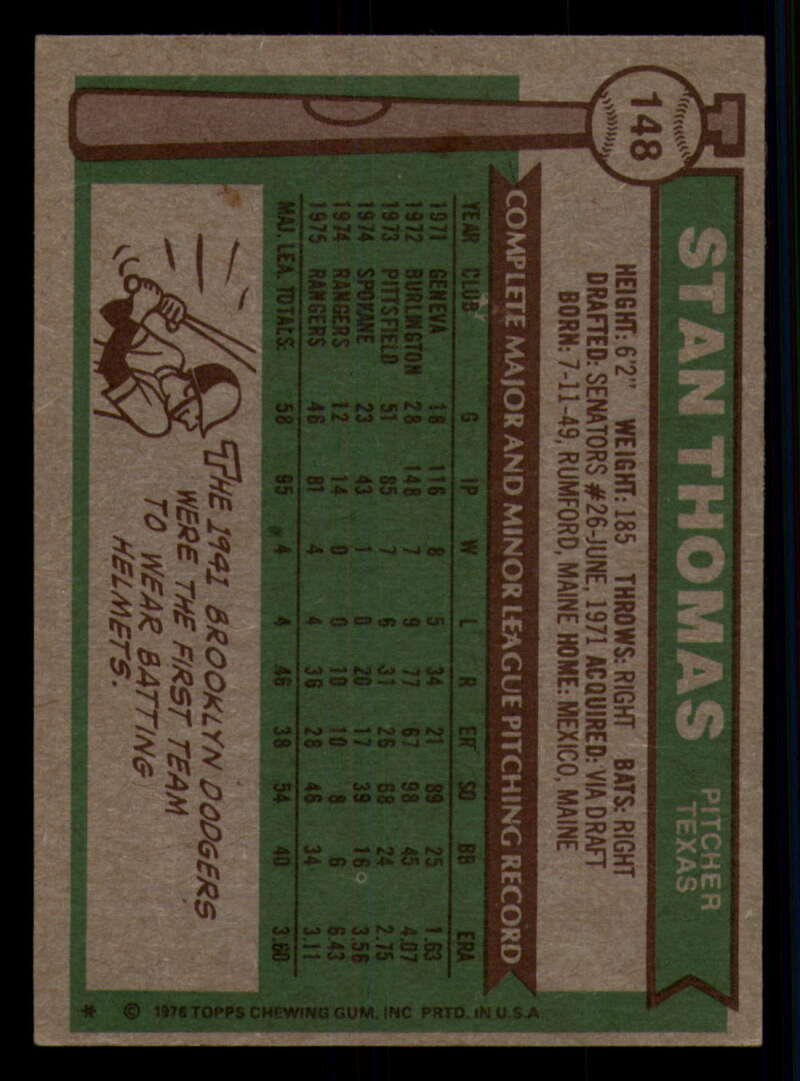 148
STAN THOMAS
PITCHER
TEXAS
HEIGHT: 6'2" WEIGHT: 185 THROWS: RIGHT BATS: RIGHT
DRAFTED: SENATORS #26-JUNE, 1971 ACQUIRED: VIA DRAFT
BORN: 7-11-49, RUMFORD, MAINE HOME: MEXICO, MAINE
COMPLETE MAJOR AND MINOR LEAGUE PITCHING RECORD
YEAR CLUB G IP W L R ER SO BB ERA
1971 GENEVA 18 116 8 5 34 21 89 25 1.63
1972 BURLINGTON 28 148 7 9 77 67 98 45 4.07
1973 PITTSFIELD 51 85 7 6 31 26 68 24 2.75
1974 SPOKANE 23 43 1 0 20 17 39 16 3.56
1974 RANGERS 12 14 0 0 10 10 8 6 6.43
1975 RANGERS 46 81 4 4 36 28 46 34 3.11
MAJ. LEA. TOTALS: 58 95 4 4 46 38 54 40 3.60
THE 1941 BROOKLYN DODGERS
WERE THE FIRST TEAM
TO WEAR BATTING
HELMETS.
* © 1976 TOPPS CHEWING GUM, INC PRTD. IN U.S.A.